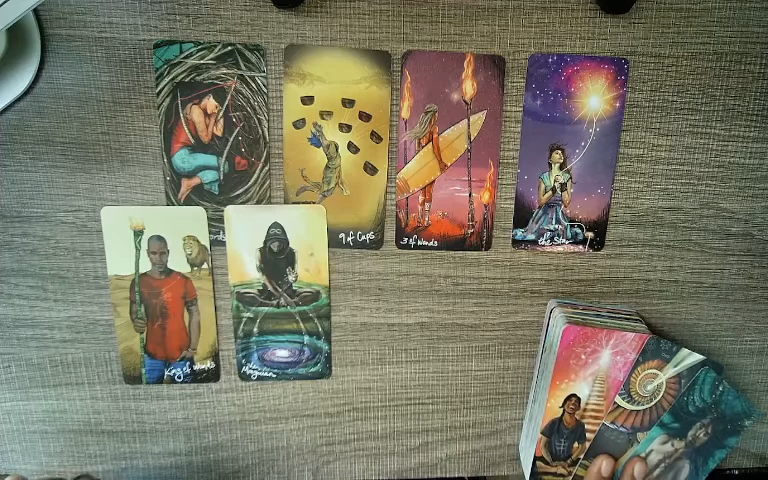 9 of Cups
3 of Wands
the Star
King of Wands
the
Magician